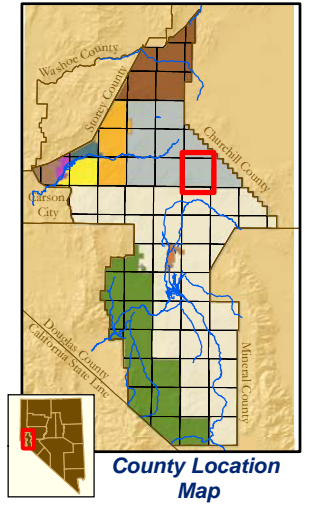 Washoe County
Storey County
Churchill County
Carson
City
Douglas County
California State Line
Mineral County
County Location
Map